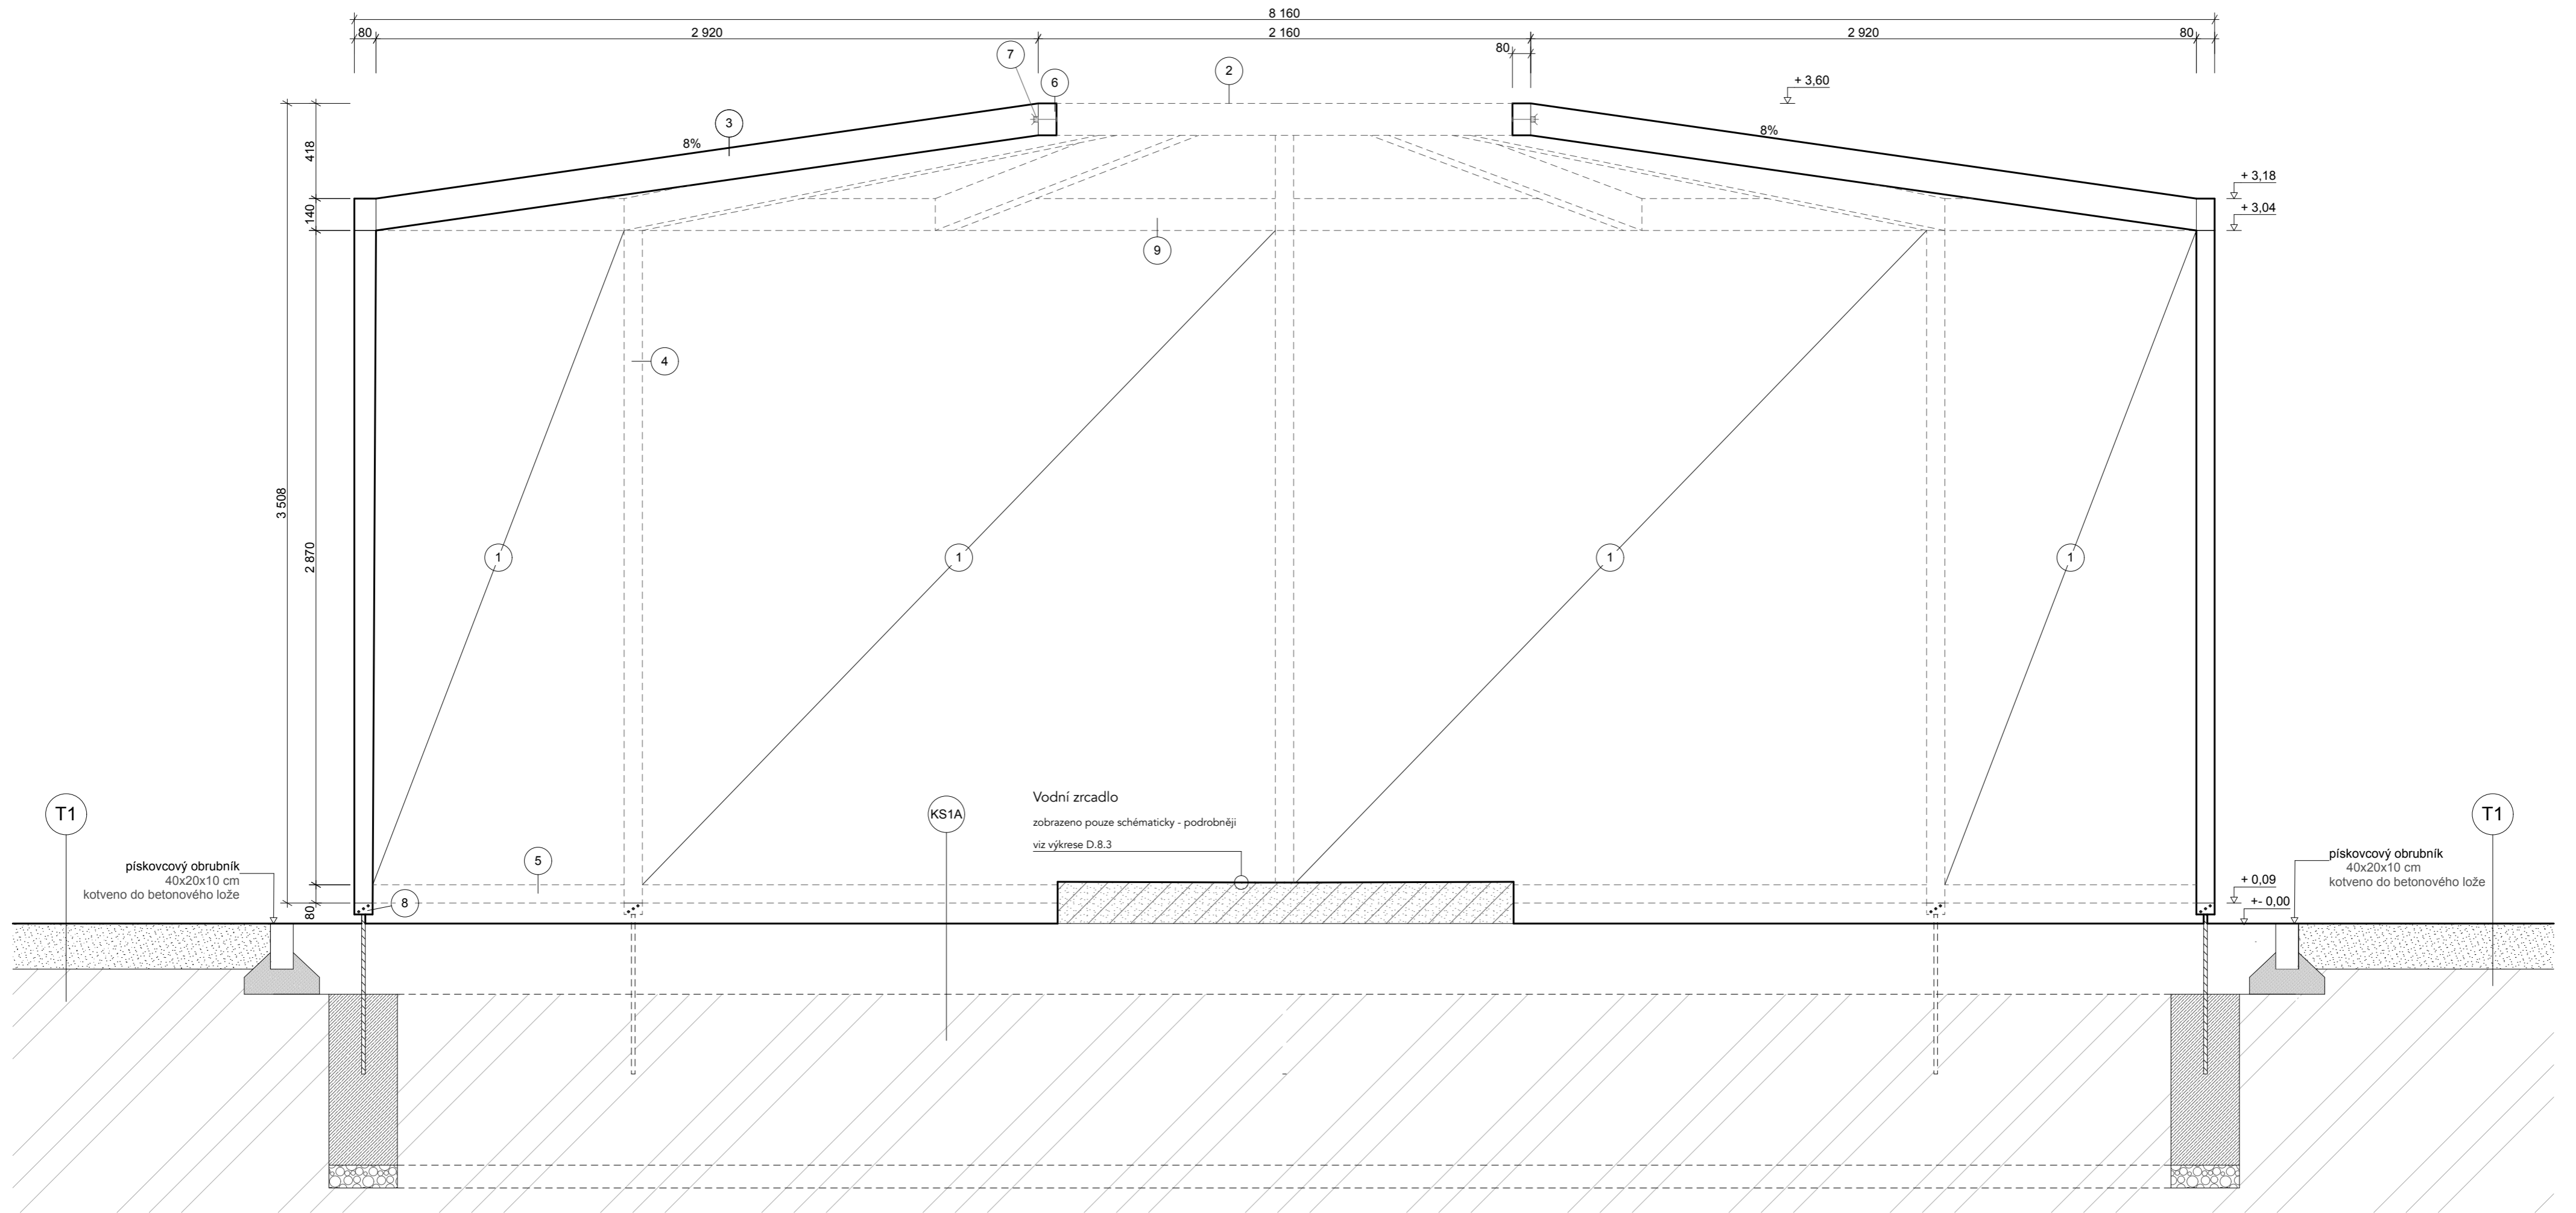 8 160
80
2 920
2 160
2 920
80
80
7
6
2
+ 3,60
3
8%
8%
418
140
+ 3,18
+ 3,04
9
4
3 508
2 870
1
1
1
1
T1
KS1A
T1
Vodní zrcadlo
zobrazeno pouze schématicky - podrobněji
viz výkrese D.8.3
pískovcový obrubník
40x20x10 cm
kotveno do betonového lože
5
8
80
pískovcový obrubník
40x20x10 cm
kotveno do betonového lože
+ 0,09
+- 0,00